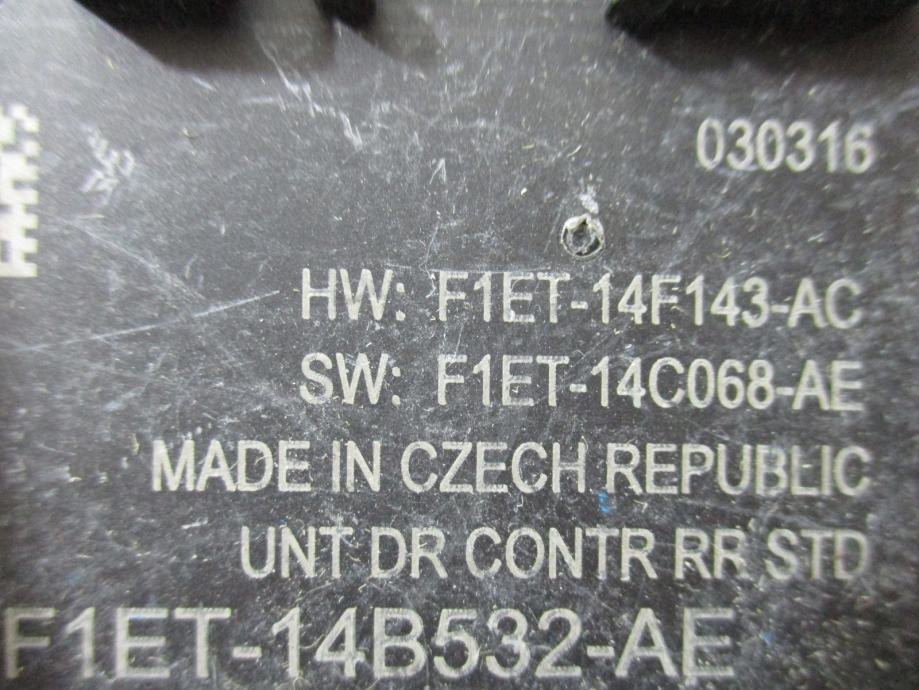 030316
HW: F1ET-14F143-AC
SW: F1ET-14C068-AE
MADE IN CZECH REPUBLIC
UNT DR CONTR RR STD
F1ET-14B532-AE